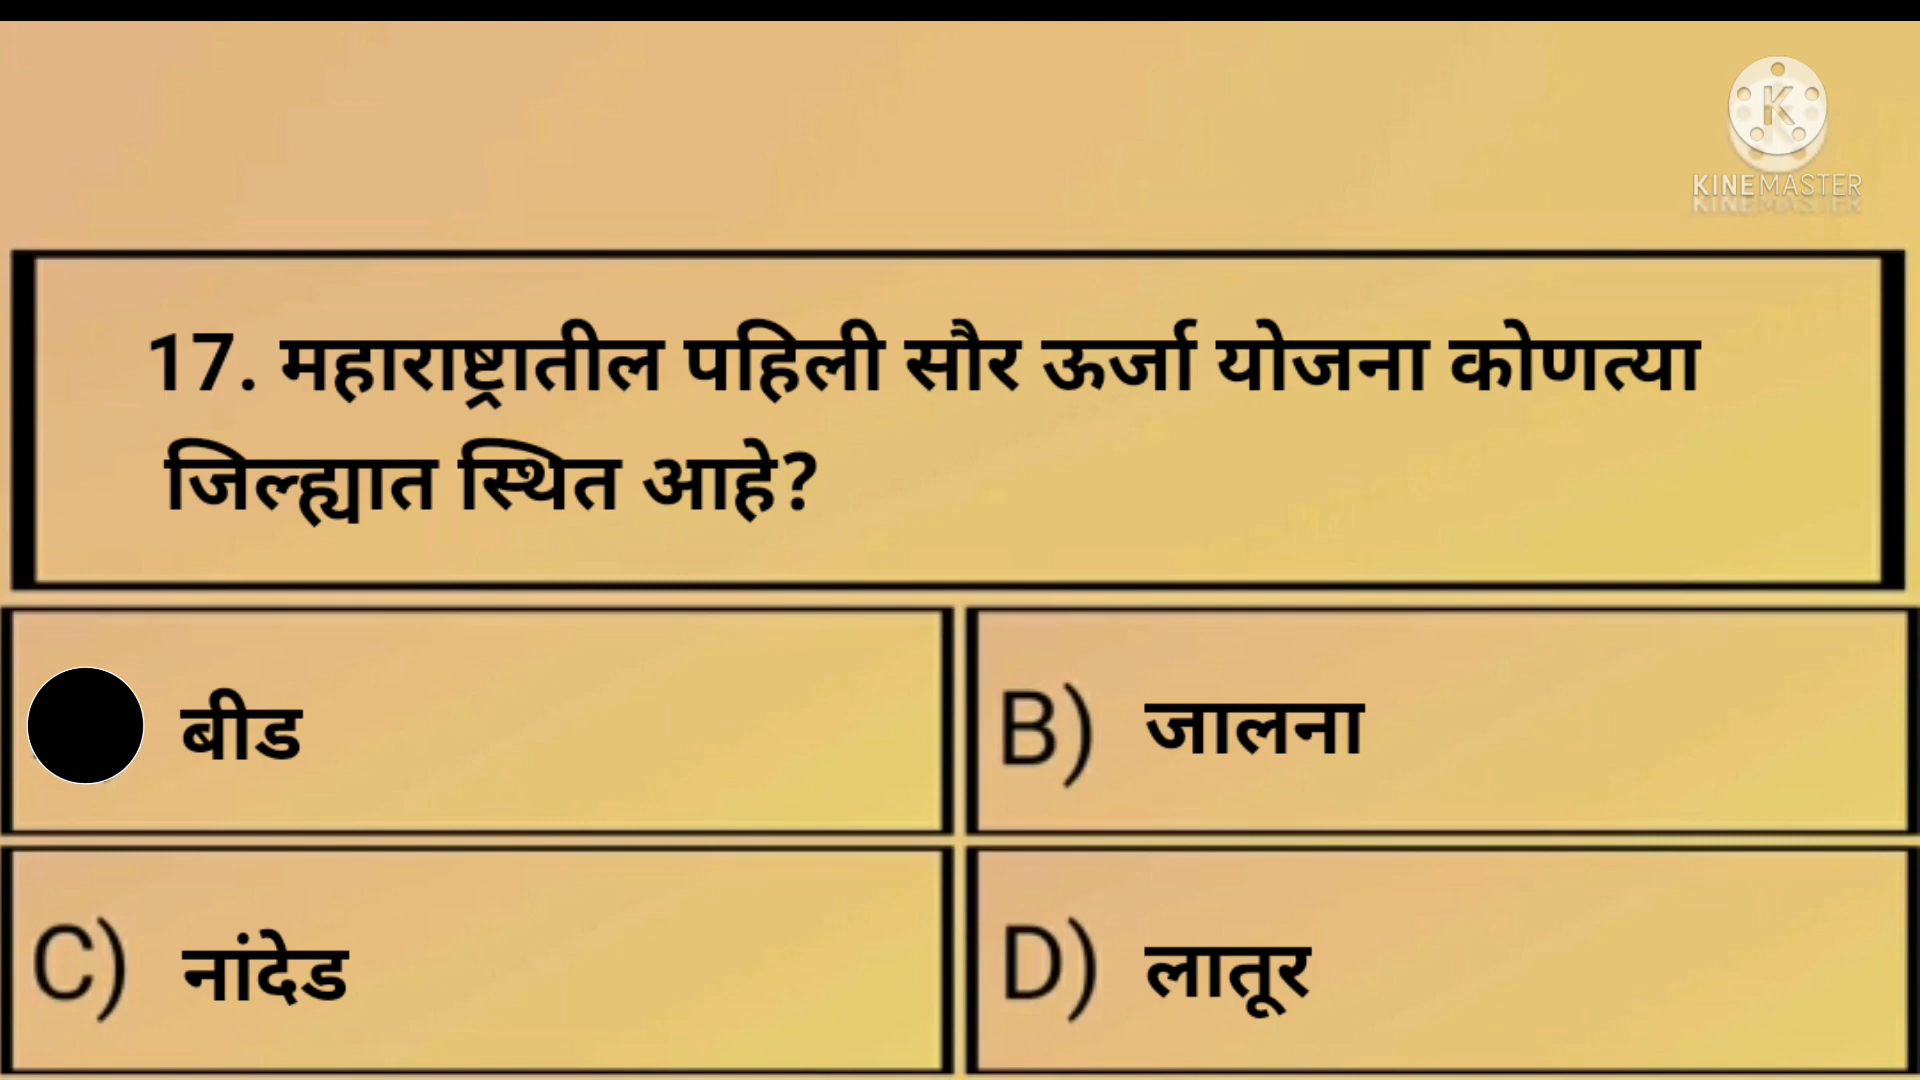 KINEMASTER
17. महाराष्ट्रातील पहिली सौर ऊर्जा योजना कोणत्या
जिल्ह्यात स्थित आहे?
बीड
B) जालना
C) नांदेड
D) लातूर